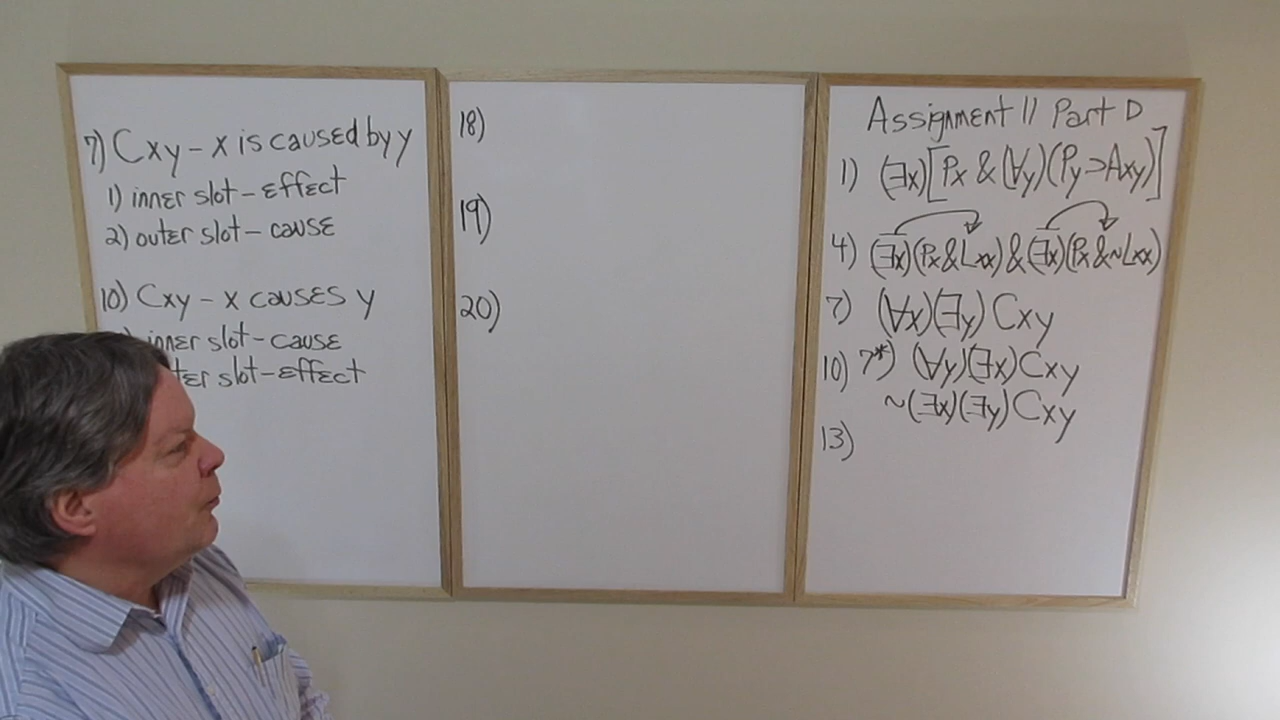 7) Cxy - x is caused by y
1) inner slot - effect
2) outer slot - cause
10) Cxy - x causes y
inner slot - cause
ter slot - effect
18)
19)
20)
Assignment 11 Part D
1) (∃x)[Px & (∀y)(Py⊃Axy)]
4) (∃x)(Px&Lxx)&(∃x)(Px&~Lxx)
7) (∀x)(∃y) Cxy
10) 7*) (∀y)(∃x)Cxy
~(∃x)(∃y)Cxy
13)